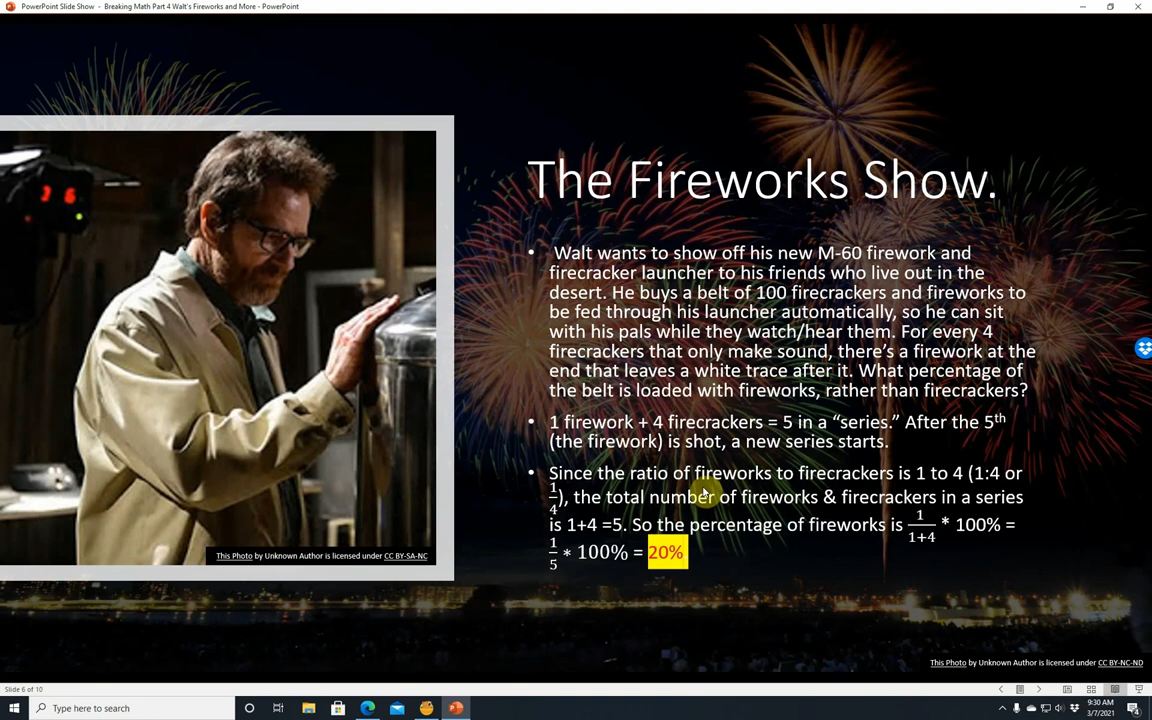 PowerPoint Slide Show - Breaking Math Part 4 Walt's Fireworks and More - PowerPoint
The Fireworks Show.
• Walt wants to show off his new M-60 firework and
firecracker launcher to his friends who live out in the
desert. He buys a belt of 100 firecrackers and fireworks to
be fed through his launcher automatically, so he can sit
with his pals while they watch/hear them. For every 4
firecrackers that only make sound, there's a firework at the
end that leaves a white trace after it. What percentage of
the belt is loaded with fireworks, rather than firecrackers?
• 1 firework + 4 firecrackers = 5 in a “series.” After the 5th
(the firework) is shot, a new series starts.
• Since the ratio of fireworks to firecrackers is 1 to 4 (1:4 or
1/4), the total number of fireworks & firecrackers in a series
is 1+4 =5. So the percentage of fireworks is 1/(1+4) * 100% =
1/5 * 100% = 20%
This Photo by Unknown Author is licensed under CC BY-SA-NC
This Photo by Unknown Author is licensed under CC BY-NC-ND
Slide 6 of 10
Type here to search
9:30 AM
3/7/2021
4